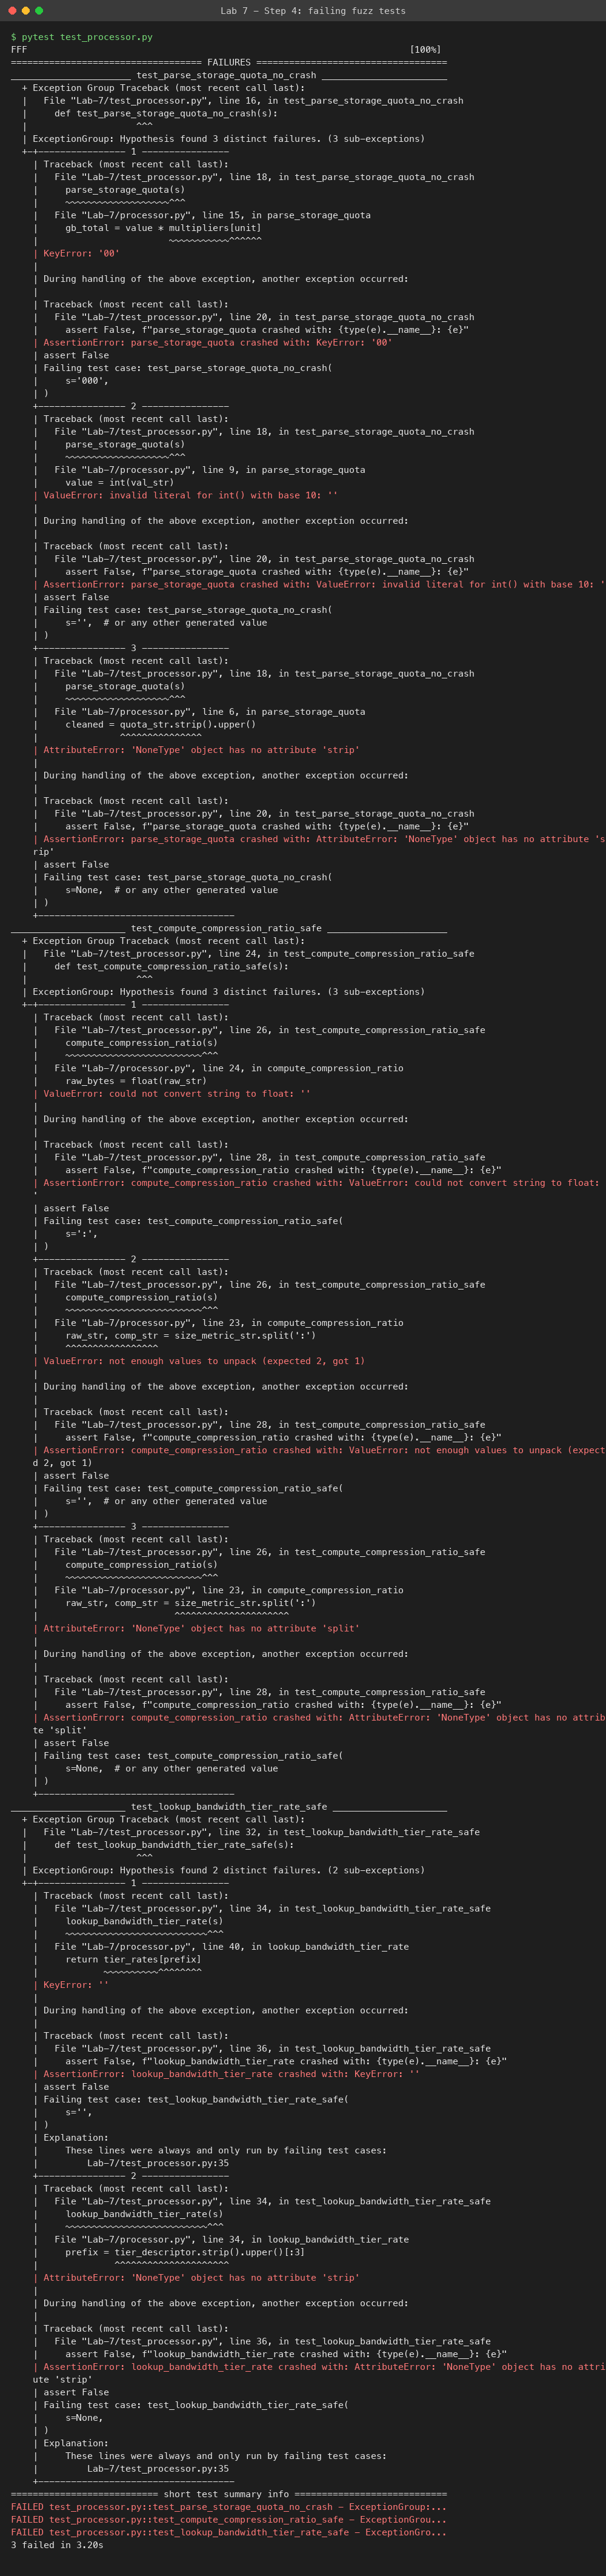 Lab 7 – Step 4: failing fuzz tests
$ pytest test_processor.py
FFF [100%]
=================================== FAILURES ===================================
______________________ test_parse_storage_quota_no_crash _______________________
+ Exception Group Traceback (most recent call last):
| File "Lab-7/test_processor.py", line 16, in test_parse_storage_quota_no_crash
| def test_parse_storage_quota_no_crash(s):
| ^^^
| ExceptionGroup: Hypothesis found 3 distinct failures. (3 sub-exceptions)
+-+---------------- 1 ----------------
| Traceback (most recent call last):
| File "Lab-7/test_processor.py", line 18, in test_parse_storage_quota_no_crash
| parse_storage_quota(s)
| ~~~~~~~~~~~~~~~~~~~^^^
| File "Lab-7/processor.py", line 15, in parse_storage_quota
| gb_total = value * multipliers[unit]
| ~~~~~~~~~~~^^^^^^
| KeyError: '00'
|
| During handling of the above exception, another exception occurred:
|
| Traceback (most recent call last):
| File "Lab-7/test_processor.py", line 20, in test_parse_storage_quota_no_crash
| assert False, f"parse_storage_quota crashed with: {type(e).__name__}: {e}"
| AssertionError: parse_storage_quota crashed with: KeyError: '00'
| assert False
| Failing test case: test_parse_storage_quota_no_crash(
| s='000',
| )
+---------------- 2 ----------------
| Traceback (most recent call last):
| File "Lab-7/test_processor.py", line 18, in test_parse_storage_quota_no_crash
| parse_storage_quota(s)
| ~~~~~~~~~~~~~~~~~~~^^^
| File "Lab-7/processor.py", line 9, in parse_storage_quota
| value = int(val_str)
| ValueError: invalid literal for int() with base 10: ''
|
| During handling of the above exception, another exception occurred:
|
| Traceback (most recent call last):
| File "Lab-7/test_processor.py", line 20, in test_parse_storage_quota_no_crash
| assert False, f"parse_storage_quota crashed with: {type(e).__name__}: {e}"
| AssertionError: parse_storage_quota crashed with: ValueError: invalid literal for int() with base 10: '
| assert False
| Failing test case: test_parse_storage_quota_no_crash(
| s='', # or any other generated value
| )
+---------------- 3 ----------------
| Traceback (most recent call last):
| File "Lab-7/test_processor.py", line 18, in test_parse_storage_quota_no_crash
| parse_storage_quota(s)
| ~~~~~~~~~~~~~~~~~~~^^^
| File "Lab-7/processor.py", line 6, in parse_storage_quota
| cleaned = quota_str.strip().upper()
| ^^^^^^^^^^^^^^^
| AttributeError: 'NoneType' object has no attribute 'strip'
|
| During handling of the above exception, another exception occurred:
|
| Traceback (most recent call last):
| File "Lab-7/test_processor.py", line 20, in test_parse_storage_quota_no_crash
| assert False, f"parse_storage_quota crashed with: {type(e).__name__}: {e}"
| AssertionError: parse_storage_quota crashed with: AttributeError: 'NoneType' object has no attribute 's
rip'
| assert False
| Failing test case: test_parse_storage_quota_no_crash(
| s=None, # or any other generated value
| )
+------------------------------------
_____________________ test_compute_compression_ratio_safe ______________________
+ Exception Group Traceback (most recent call last):
| File "Lab-7/test_processor.py", line 24, in test_compute_compression_ratio_safe
| def test_compute_compression_ratio_safe(s):
| ^^^
| ExceptionGroup: Hypothesis found 3 distinct failures. (3 sub-exceptions)
+-+---------------- 1 ----------------
| Traceback (most recent call last):
| File "Lab-7/test_processor.py", line 26, in test_compute_compression_ratio_safe
| compute_compression_ratio(s)
| ~~~~~~~~~~~~~~~~~~~~~~~~~^^^
| File "Lab-7/processor.py", line 24, in compute_compression_ratio
| raw_bytes = float(raw_str)
| ValueError: could not convert string to float: ''
|
| During handling of the above exception, another exception occurred:
|
| Traceback (most recent call last):
| File "Lab-7/test_processor.py", line 28, in test_compute_compression_ratio_safe
| assert False, f"compute_compression_ratio crashed with: {type(e).__name__}: {e}"
| AssertionError: compute_compression_ratio crashed with: ValueError: could not convert string to float:
'
| assert False
| Failing test case: test_compute_compression_ratio_safe(
| s=':',
| )
+---------------- 2 ----------------
| Traceback (most recent call last):
| File "Lab-7/test_processor.py", line 26, in test_compute_compression_ratio_safe
| compute_compression_ratio(s)
| ~~~~~~~~~~~~~~~~~~~~~~~~~^^^
| File "Lab-7/processor.py", line 23, in compute_compression_ratio
| raw_str, comp_str = size_metric_str.split(':')
| ^^^^^^^^^^^^^^^^^
| ValueError: not enough values to unpack (expected 2, got 1)
|
| During handling of the above exception, another exception occurred:
|
| Traceback (most recent call last):
| File "Lab-7/test_processor.py", line 28, in test_compute_compression_ratio_safe
| assert False, f"compute_compression_ratio crashed with: {type(e).__name__}: {e}"
| AssertionError: compute_compression_ratio crashed with: ValueError: not enough values to unpack (expect
d 2, got 1)
| assert False
| Failing test case: test_compute_compression_ratio_safe(
| s='', # or any other generated value
| )
+---------------- 3 ----------------
| Traceback (most recent call last):
| File "Lab-7/test_processor.py", line 26, in test_compute_compression_ratio_safe
| compute_compression_ratio(s)
| ~~~~~~~~~~~~~~~~~~~~~~~~~^^^
| File "Lab-7/processor.py", line 23, in compute_compression_ratio
| raw_str, comp_str = size_metric_str.split(':')
| ^^^^^^^^^^^^^^^^^^^^^
| AttributeError: 'NoneType' object has no attribute 'split'
|
| During handling of the above exception, another exception occurred:
|
| Traceback (most recent call last):
| File "Lab-7/test_processor.py", line 28, in test_compute_compression_ratio_safe
| assert False, f"compute_compression_ratio crashed with: {type(e).__name__}: {e}"
| AssertionError: compute_compression_ratio crashed with: AttributeError: 'NoneType' object has no attrib
te 'split'
| assert False
| Failing test case: test_compute_compression_ratio_safe(
| s=None, # or any other generated value
| )
+------------------------------------
_____________________ test_lookup_bandwidth_tier_rate_safe _____________________
+ Exception Group Traceback (most recent call last):
| File "Lab-7/test_processor.py", line 32, in test_lookup_bandwidth_tier_rate_safe
| def test_lookup_bandwidth_tier_rate_safe(s):
| ^^^
| ExceptionGroup: Hypothesis found 2 distinct failures. (2 sub-exceptions)
+-+---------------- 1 ----------------
| Traceback (most recent call last):
| File "Lab-7/test_processor.py", line 34, in test_lookup_bandwidth_tier_rate_safe
| lookup_bandwidth_tier_rate(s)
| ~~~~~~~~~~~~~~~~~~~~~~~~~~^^^
| File "Lab-7/processor.py", line 40, in lookup_bandwidth_tier_rate
| return tier_rates[prefix]
| ~~~~~~~~~~^^^^^^^^
| KeyError: ''
|
| During handling of the above exception, another exception occurred:
|
| Traceback (most recent call last):
| File "Lab-7/test_processor.py", line 36, in test_lookup_bandwidth_tier_rate_safe
| assert False, f"lookup_bandwidth_tier_rate crashed with: {type(e).__name__}: {e}"
| AssertionError: lookup_bandwidth_tier_rate crashed with: KeyError: ''
| assert False
| Failing test case: test_lookup_bandwidth_tier_rate_safe(
| s='',
| )
| Explanation:
| These lines were always and only run by failing test cases:
| Lab-7/test_processor.py:35
+---------------- 2 ----------------
| Traceback (most recent call last):
| File "Lab-7/test_processor.py", line 34, in test_lookup_bandwidth_tier_rate_safe
| lookup_bandwidth_tier_rate(s)
| ~~~~~~~~~~~~~~~~~~~~~~~~~~^^^
| File "Lab-7/processor.py", line 34, in lookup_bandwidth_tier_rate
| prefix = tier_descriptor.strip().upper()[:3]
| ^^^^^^^^^^^^^^^^^^^^^
| AttributeError: 'NoneType' object has no attribute 'strip'
|
| During handling of the above exception, another exception occurred:
|
| Traceback (most recent call last):
| File "Lab-7/test_processor.py", line 36, in test_lookup_bandwidth_tier_rate_safe
| assert False, f"lookup_bandwidth_tier_rate crashed with: {type(e).__name__}: {e}"
| AssertionError: lookup_bandwidth_tier_rate crashed with: AttributeError: 'NoneType' object has no attri
ute 'strip'
| assert False
| Failing test case: test_lookup_bandwidth_tier_rate_safe(
| s=None,
| )
| Explanation:
| These lines were always and only run by failing test cases:
| Lab-7/test_processor.py:35
+------------------------------------
=========================== short test summary info ============================
FAILED test_processor.py::test_parse_storage_quota_no_crash - ExceptionGroup:...
FAILED test_processor.py::test_compute_compression_ratio_safe - ExceptionGrou...
FAILED test_processor.py::test_lookup_bandwidth_tier_rate_safe - ExceptionGro...
3 failed in 3.20s